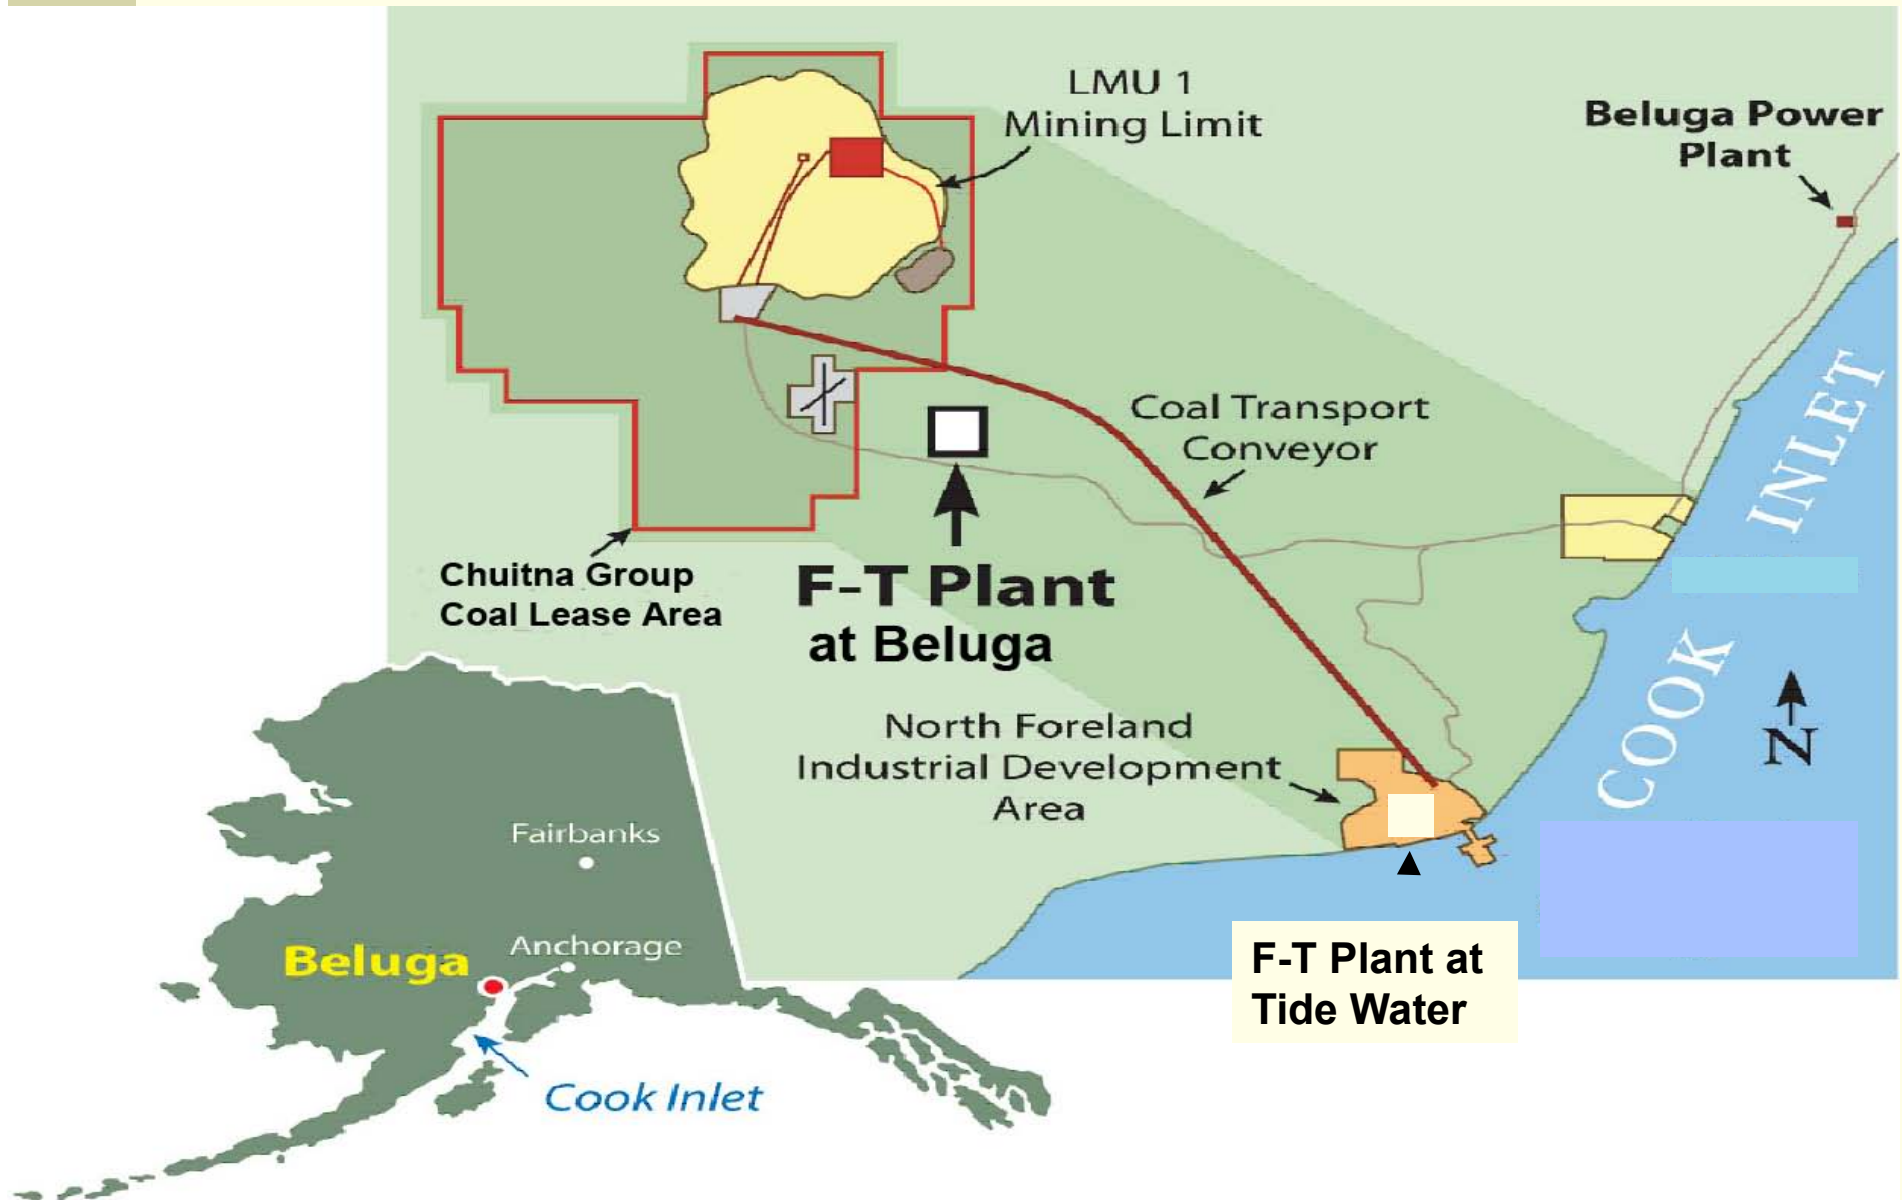 LMU 1
Mining Limit
Beluga Power
Plant
Coal Transport
Conveyor
INLET
COOK
N
Chuitna Group
Coal Lease Area
F-T Plant
at Beluga
North Foreland
Industrial Development
Area
F-T Plant at
Tide Water
Fairbanks
Anchorage
Beluga
Cook Inlet